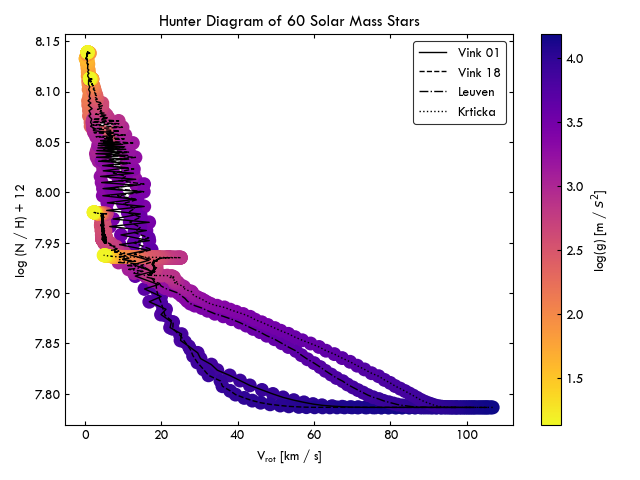 Hunter Diagram of 60 Solar Mass Stars
8.15
8.10
8.05
8.00
7.95
7.90
7.85
7.80
log (N / H) + 12
0 20 40 60 80 100
V_rot [km / s]
Vink 01
Vink 18
Leuven
Krticka
4.0
3.5
3.0
2.5
2.0
1.5
log(g) [m / s²]